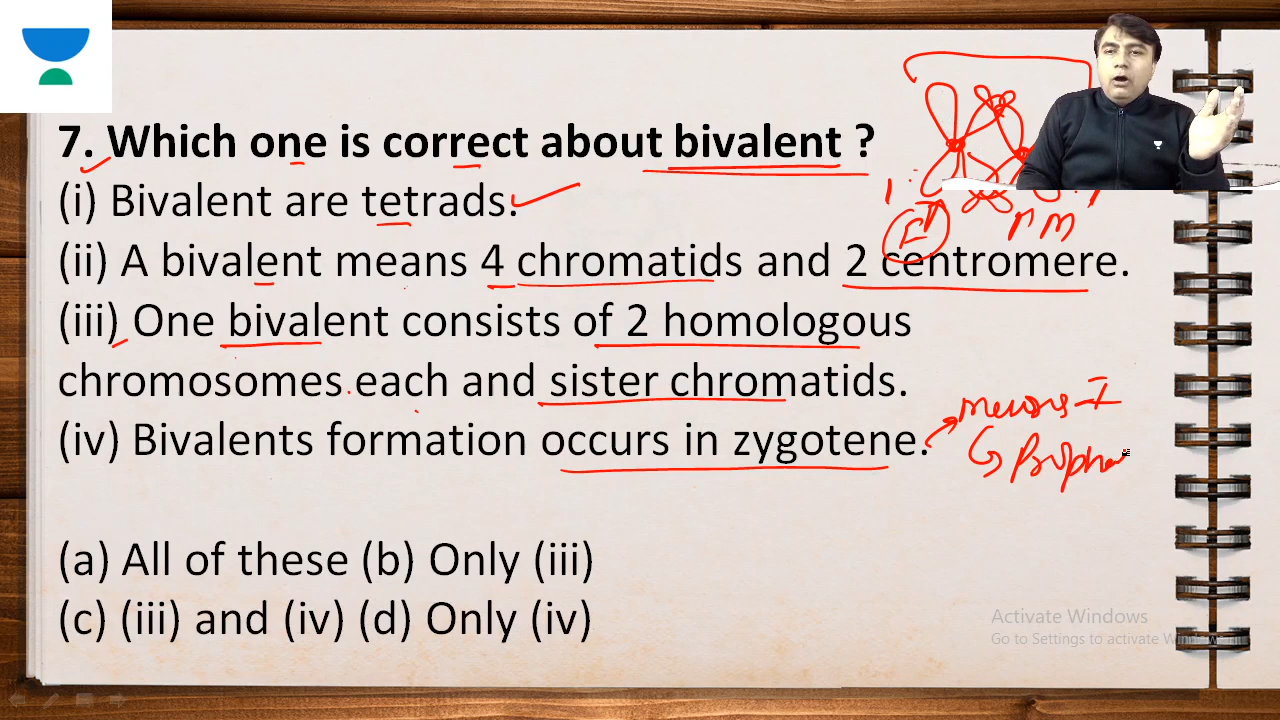 7. Which one is correct about bivalent ?
(i) Bivalent are tetrads.
(ii) A bivalent means 4 chromatids and 2 centromere.
(iii) One bivalent consists of 2 homologous
chromosomes each and sister chromatids.
(iv) Bivalents formation occurs in zygotene.
(a) All of these (b) Only (iii)
(c) (iii) and (iv) (d) Only (iv)
Activate Windows
Go to Settings to activate Windows.